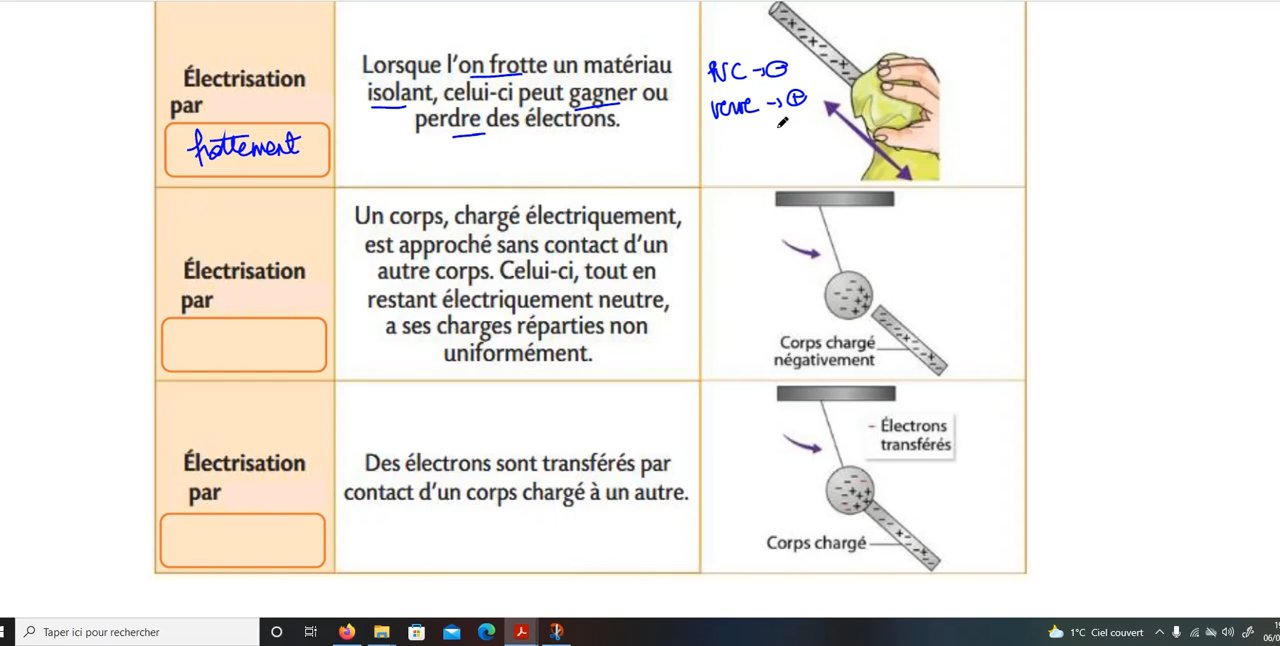 Électrisation
par
frottement
Lorsque l'on frotte un matériau
isolant, celui-ci peut gagner ou
perdre des électrons.
verre → +
Électrisation
par
Un corps, chargé électriquement,
est approché sans contact d'un
autre corps. Celui-ci, tout en
restant électriquement neutre,
a ses charges réparties non
uniformément.
Corps chargé
négativement
Électrisation
par
Des électrons sont transférés par
contact d'un corps chargé à un autre.
- Électrons
transférés
Corps chargé
Taper ici pour rechercher
1°C Ciel couvert